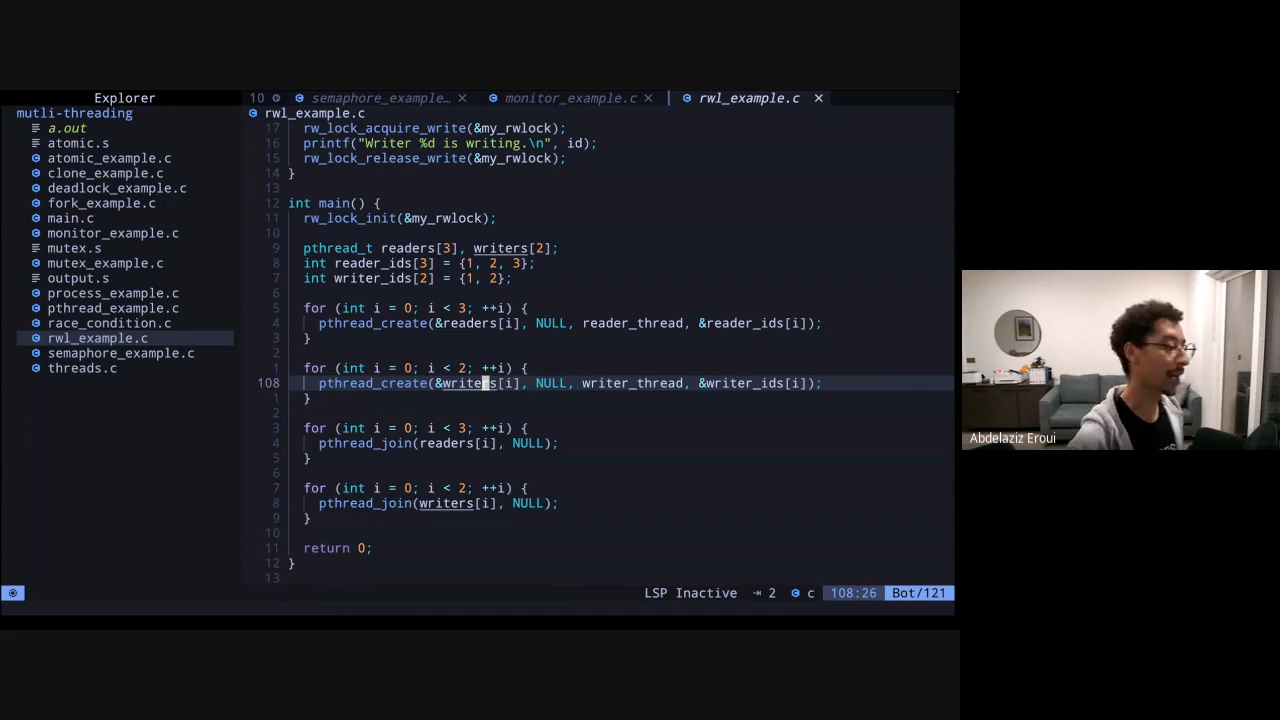 Explorer
mutli-threading
a.out
atomic.s
atomic_example.c
clone_example.c
deadlock_example.c
fork_example.c
main.c
monitor_example.c
mutex.s
mutex_example.c
output.s
process_example.c
pthread_example.c
race_condition.c
rwl_example.c
semaphore_example.c
threads.c
10 semaphore_example… × monitor_example.c × rwl_example.c ×
rwl_example.c
17 rw_lock_acquire_write(&my_rwlock);
16 printf("Writer %d is writing.\n", id);
15 rw_lock_release_write(&my_rwlock);
14 }
13
12 int main() {
11 rw_lock_init(&my_rwlock);
10
9 pthread_t readers[3], writers[2];
8 int reader_ids[3] = {1, 2, 3};
7 int writer_ids[2] = {1, 2};
6
5 for (int i = 0; i < 3; ++i) {
4 pthread_create(&readers[i], NULL, reader_thread, &reader_ids[i]);
3 }
2
1 for (int i = 0; i < 2; ++i) {
108 pthread_create(&writers[i], NULL, writer_thread, &writer_ids[i]);
1 }
2
3 for (int i = 0; i < 3; ++i) {
4 pthread_join(readers[i], NULL);
5 }
6
7 for (int i = 0; i < 2; ++i) {
8 pthread_join(writers[i], NULL);
9 }
10
11 return 0;
12 }
13
LSP Inactive ⇥ 2 c 108:26 Bot/121
Abdelaziz Eroui